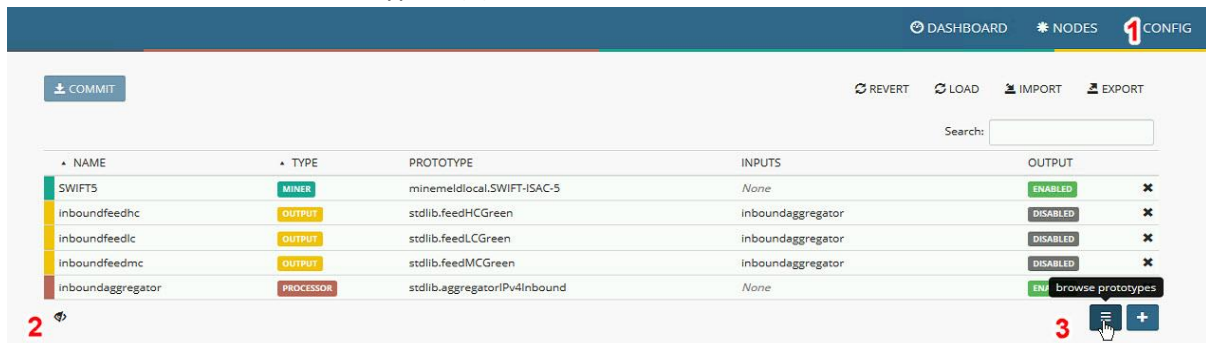 DASHBOARD NODES 1 CONFIG
COMMIT REVERT LOAD IMPORT EXPORT
Search:
NAME TYPE PROTOTYPE INPUTS OUTPUT
SWIFT5 MINER minemeldlocal.SWIFT-ISAC-5 None ENABLED
inboundfeedhc OUTPUT stdlib.feedHCGreen inboundaggregator DISABLED
inboundfeedlc OUTPUT stdlib.feedLCGreen inboundaggregator DISABLED
inboundfeedmc OUTPUT stdlib.feedMCGreen inboundaggregator DISABLED
inboundaggregator PROCESSOR stdlib.aggregatorIPv4Inbound None ENA browse prototypes
2 3